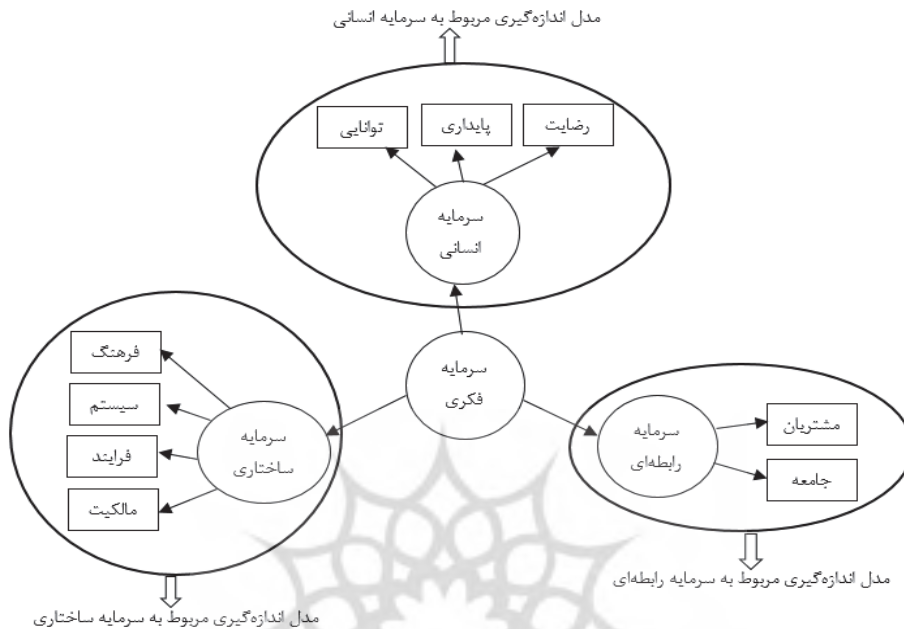 مدل اندازه‌گیری مربوط به سرمایه انسانی
رضایت
پایداری
توانایی
سرمایه
انسانی
سرمایه
فکری
فرهنگ
سیستم
فرایند
مالکیت
سرمایه
ساختاری
سرمایه
رابطه‌ای
مشتریان
جامعه
مدل اندازه‌گیری مربوط به سرمایه رابطه‌ای
مدل اندازه‌گیری مربوط به سرمایه ساختاری